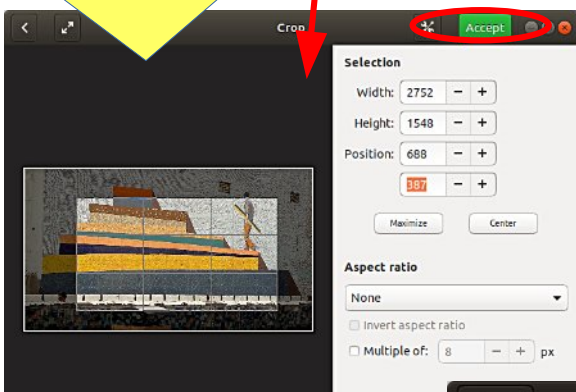 Crop
Accept
Selection
Width: 2752 − +
Height: 1548 − +
Position: 688 − +
387 − +
Maximize Center
Aspect ratio
None
Invert aspect ratio
Multiple of: 8 − + px